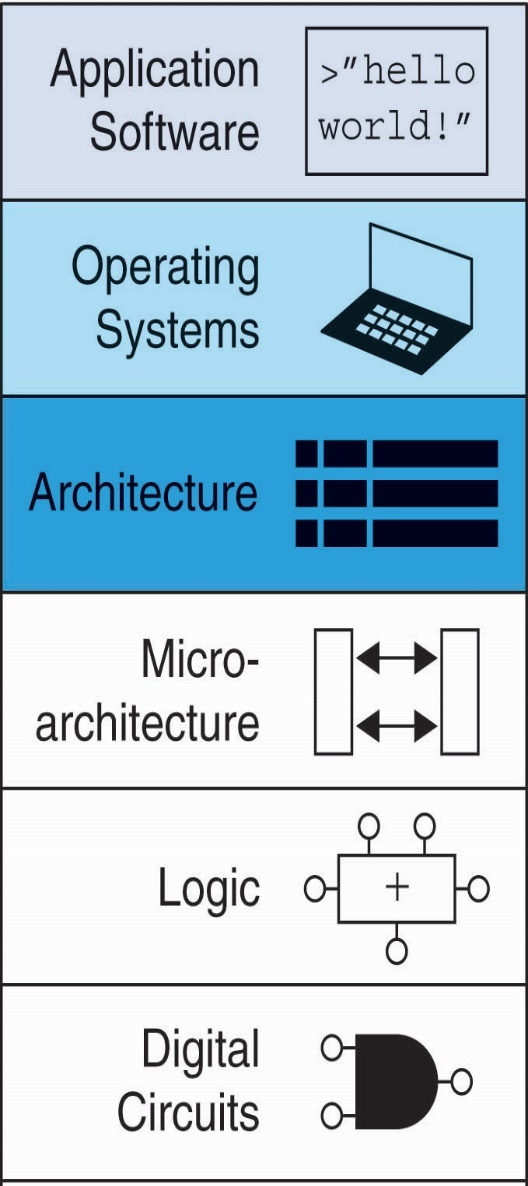 Application
Software
>"hello
world!"
Operating
Systems
Architecture
Micro-
architecture
Logic
+
Digital
Circuits